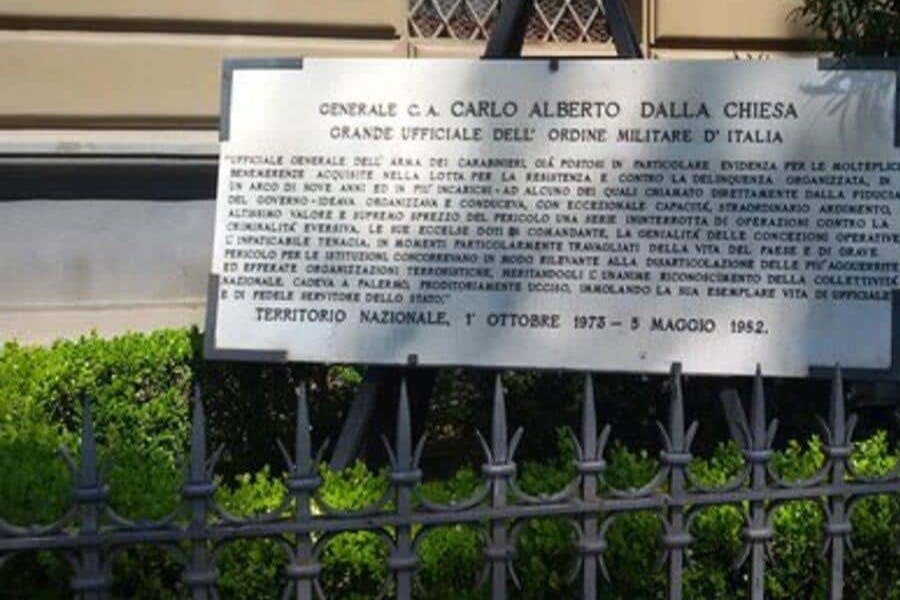 GENERALE C. A. CARLO ALBERTO DALLA CHIESA
GRANDE UFFICIALE DELL' ORDINE MILITARE D' ITALIA
"UFFICIALE GENERALE DELL' ARMA DEI CARABINIERI, GIÁ POSTOSI IN PARTICOLARE EVIDENZA PER LE MOLTEPLICI
BENEMERENZE ACQUISITE NELLA LOTTA PER LA RESISTENZA E CONTRO LA DELINQUENZA ORGANIZZATA, IN
UN ARCO DI NOVE ANNI ED IN PIU' INCARICHI - AD ALCUNO DEI QUALI CHIAMATO DIRETTAMENTE DALLA FIDUCIA
DEL GOVERNO - IDEAVA ORGANIZZAVA E CONDUCEVA, CON ECCEZIONALE CAPACITÁ, STRAORDINARIO ARDIMENTO,
ALTISSIMO VALORE E SUPREMO SPREZZO DEL PERICOLO UNA SERIE ININTERROTTA DI OPERAZIONI CONTRO LA
CRIMINALITÁ EVERSIVA. LE SUE ECCELSE DOTI DI COMANDANTE, LA GENIALITÁ DELLE CONCEZIONI OPERATIVE,
L'INFATICABILE TENACIA, IN MOMENTI PARTICOLARMENTE TRAVAGLIATI DELLA VITA DEL PAESE E DI GRAVE
PERICOLO PER LE ISTITUZIONI, CONCORREVANO IN MODO RILEVANTE ALLA DISARTICOLAZIONE DELLE PIU' AGGUERRITE
ED EFFERATE ORGANIZZAZIONI TERRORISTICHE, MERITANDOGLI L'UNANIME RICONOSCIMENTO DELLA COLLETTIVITÁ
NAZIONALE. CADEVA A PALERMO, PRODITORIAMENTE UCCISO, IMMOLANDO LA SUA ESEMPLARE VITA DI UFFICIALE
E DI FEDELE SERVITORE DELLO STATO."
TERRITORIO NAZIONALE, 1° OTTOBRE 1973 - 5 MAGGIO 1982.